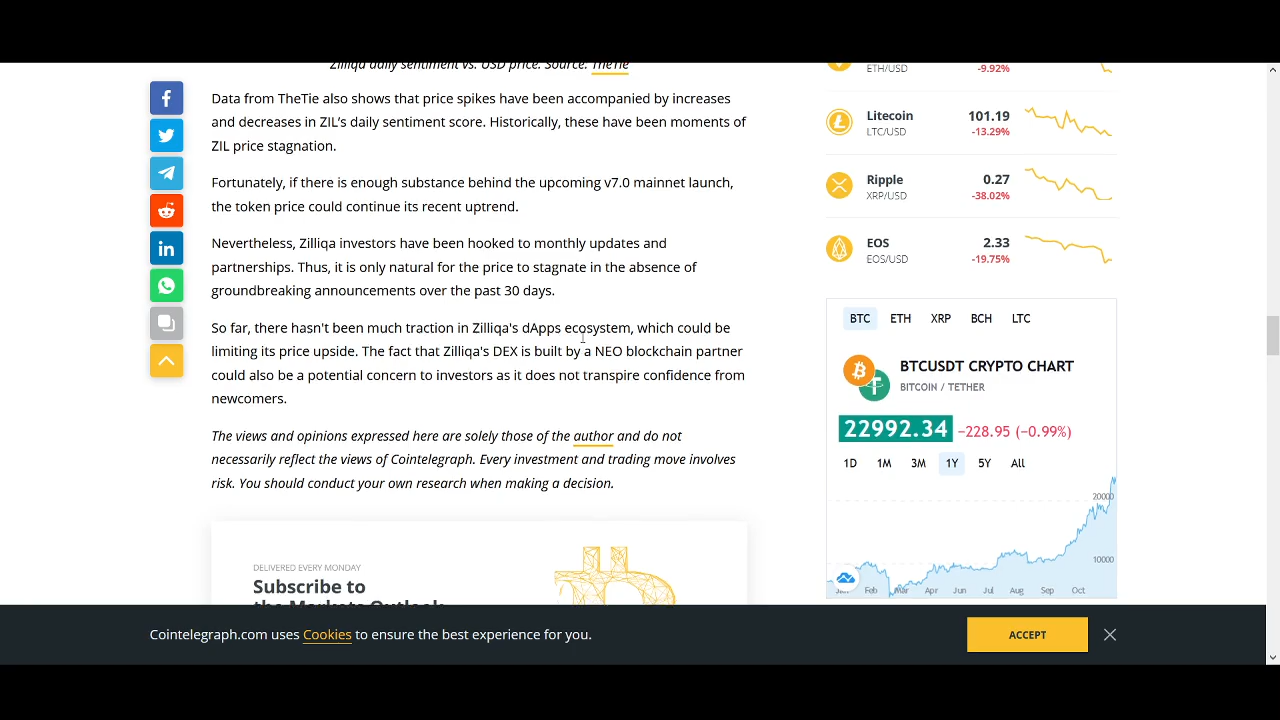 Zilliqa daily sentiment vs. USD price. Source: TheTie
Data from TheTie also shows that price spikes have been accompanied by increases
and decreases in ZIL’s daily sentiment score. Historically, these have been moments of
ZIL price stagnation.
Fortunately, if there is enough substance behind the upcoming v7.0 mainnet launch,
the token price could continue its recent uptrend.
Nevertheless, Zilliqa investors have been hooked to monthly updates and
partnerships. Thus, it is only natural for the price to stagnate in the absence of
groundbreaking announcements over the past 30 days.
So far, there hasn't been much traction in Zilliqa's dApps ecosystem, which could be
limiting its price upside. The fact that Zilliqa's DEX is built by a NEO blockchain partner
could also be a potential concern to investors as it does not transpire confidence from
newcomers.
The views and opinions expressed here are solely those of the author and do not
necessarily reflect the views of Cointelegraph. Every investment and trading move involves
risk. You should conduct your own research when making a decision.
DELIVERED EVERY MONDAY
Subscribe to
the Markets Outlook
ETH/USD -9.92%
Litecoin 101.19
LTC/USD -13.29%
Ripple 0.27
XRP/USD -38.02%
EOS 2.33
EOS/USD -19.75%
BTC ETH XRP BCH LTC
BTCUSDT CRYPTO CHART
BITCOIN / TETHER
22992.34 −228.95 (−0.99%)
1D 1M 3M 1Y 5Y All
20000
10000
Feb Mar Apr Jun Jul Aug Sep Oct
Cointelegraph.com uses Cookies to ensure the best experience for you.
ACCEPT